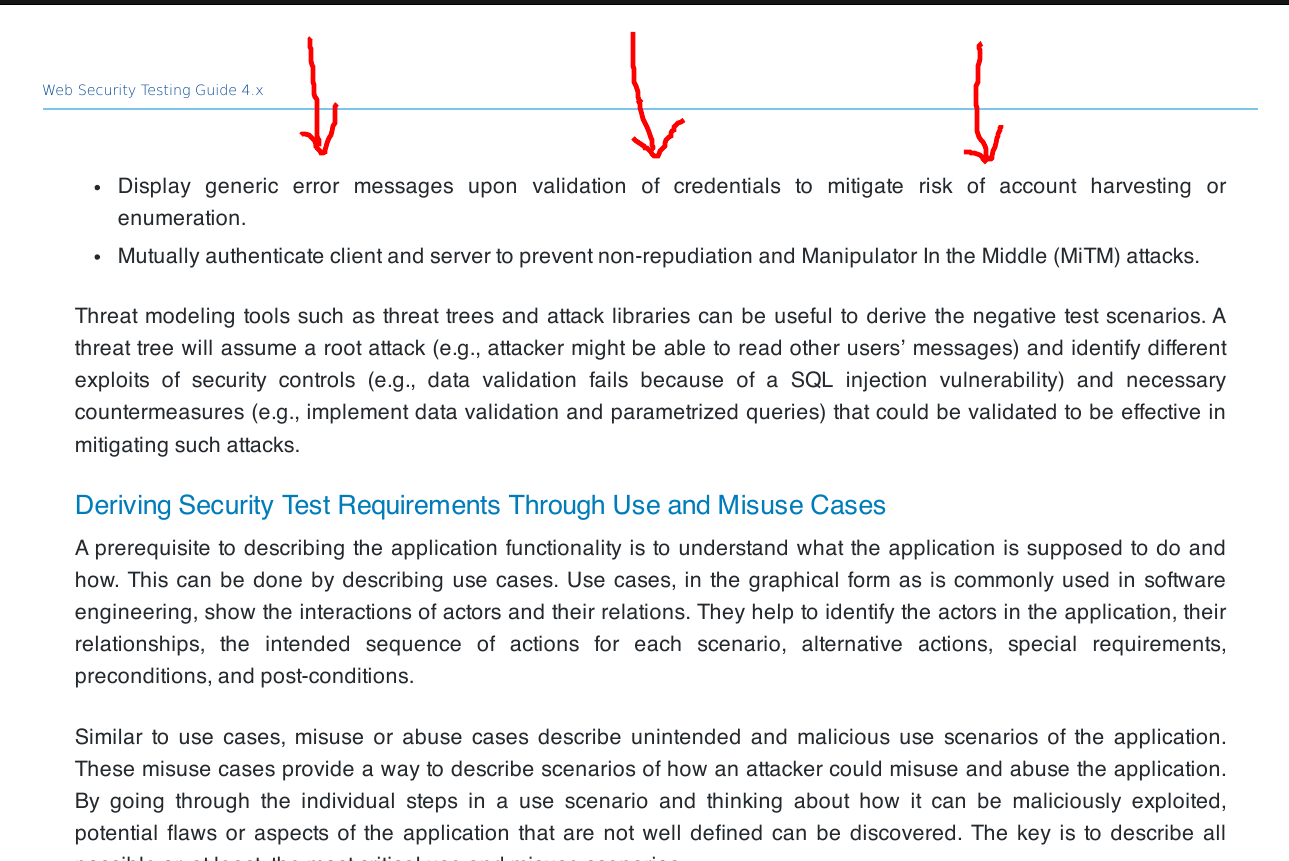 Web Security Testing Guide 4.x
• Display generic error messages upon validation of credentials to mitigate risk of account harvesting or
enumeration.
• Mutually authenticate client and server to prevent non-repudiation and Manipulator In the Middle (MiTM) attacks.
Threat modeling tools such as threat trees and attack libraries can be useful to derive the negative test scenarios. A
threat tree will assume a root attack (e.g., attacker might be able to read other users’ messages) and identify different
exploits of security controls (e.g., data validation fails because of a SQL injection vulnerability) and necessary
countermeasures (e.g., implement data validation and parametrized queries) that could be validated to be effective in
mitigating such attacks.
Deriving Security Test Requirements Through Use and Misuse Cases
A prerequisite to describing the application functionality is to understand what the application is supposed to do and
how. This can be done by describing use cases. Use cases, in the graphical form as is commonly used in software
engineering, show the interactions of actors and their relations. They help to identify the actors in the application, their
relationships, the intended sequence of actions for each scenario, alternative actions, special requirements,
preconditions, and post-conditions.
Similar to use cases, misuse or abuse cases describe unintended and malicious use scenarios of the application.
These misuse cases provide a way to describe scenarios of how an attacker could misuse and abuse the application.
By going through the individual steps in a use scenario and thinking about how it can be maliciously exploited,
potential flaws or aspects of the application that are not well defined can be discovered. The key is to describe all